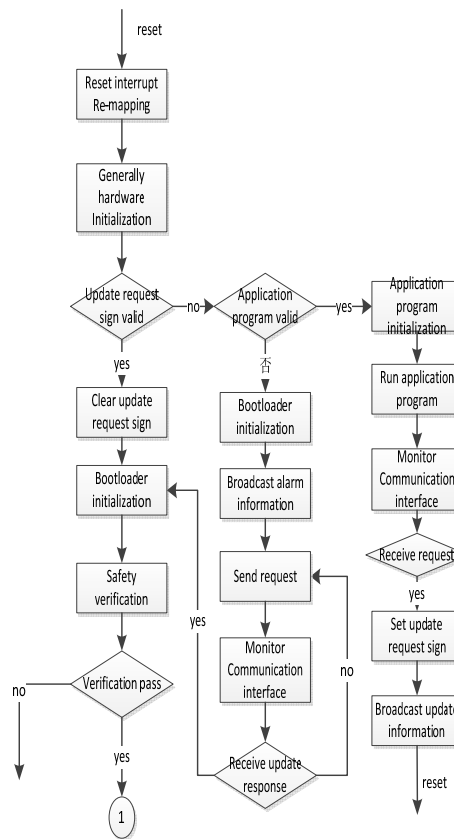 reset
Reset interrupt
Re-mapping
Generally
hardware
Initialization
Update request
sign valid
no
Application
program valid
yes
Application
program
initialization
yes
否
Clear update
request sign
Bootloader
initialization
Run application
program
Bootloader
initialization
Broadcast alarm
information
Monitor
Communication
interface
Safety
verification
Send request
Receive request
yes
yes
Set update
request sign
Monitor
Communication
interface
no
Verification pass
no
Broadcast update
information
yes
Receive update
response
reset
1